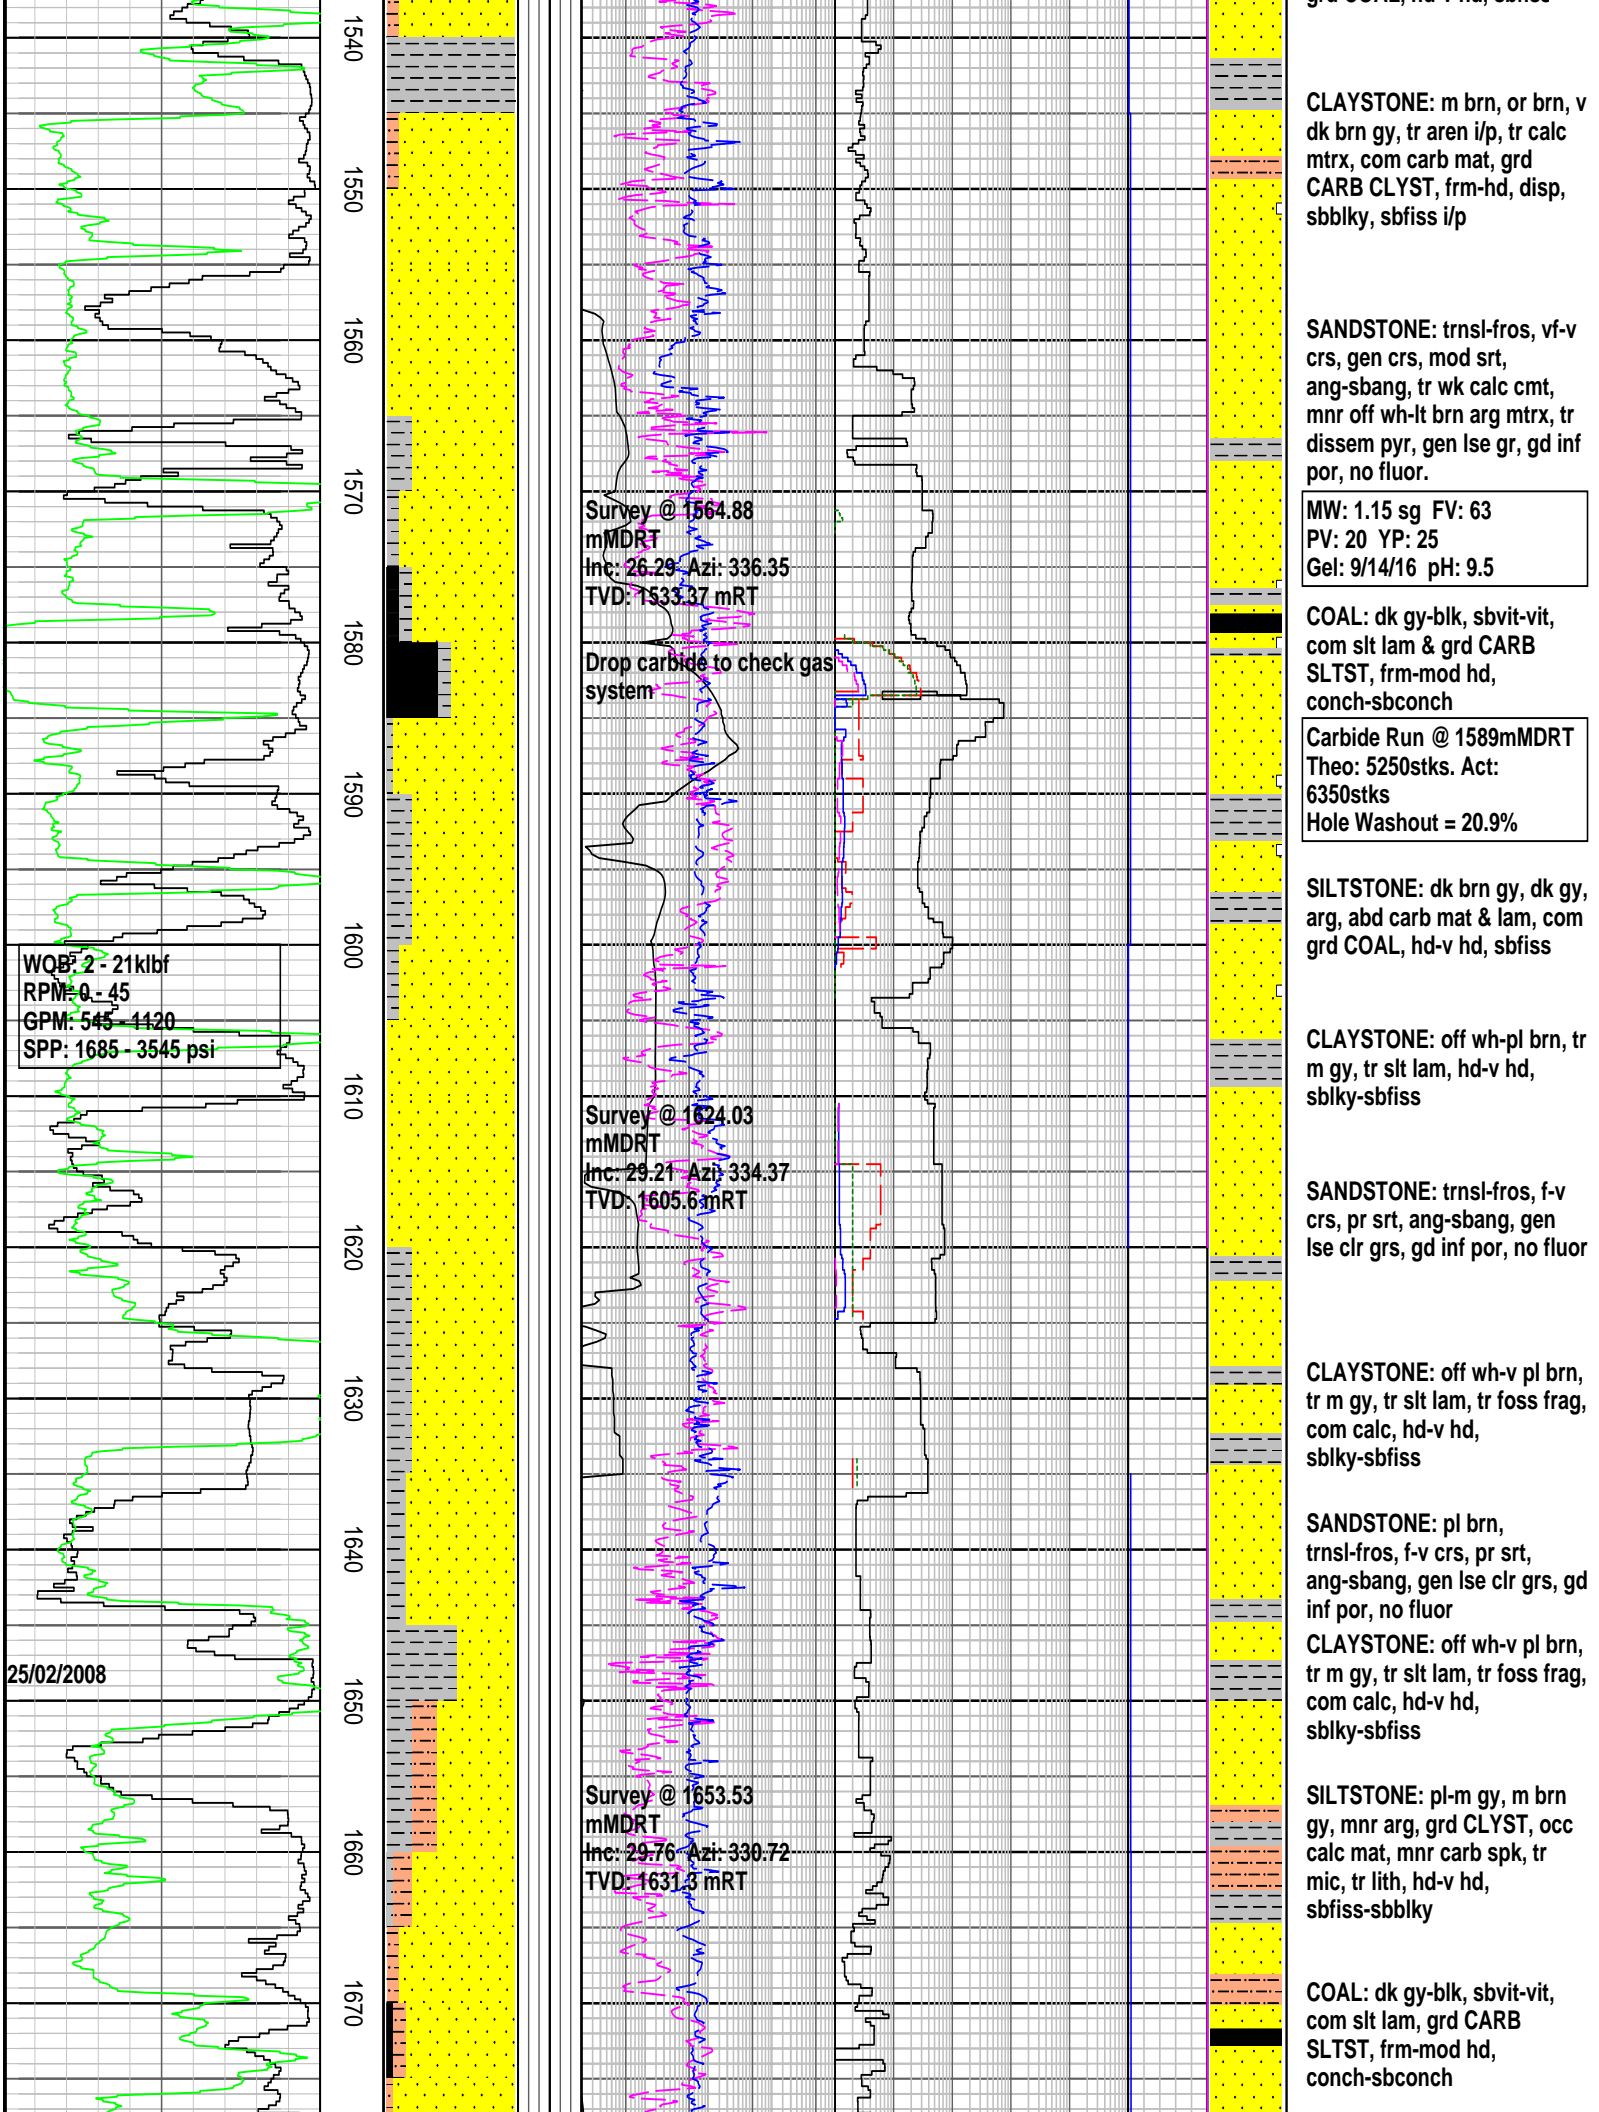 1540
1550
1560
1570
1580
1590
1600
1610
1620
1630
1640
1650
1660
1670
WOB: 2 - 21klbf
RPM: 0 - 45
GPM: 545 - 1120
SPP: 1685 - 3545 psi
25/02/2008
Survey @ 1564.88
mMDRT
Inc: 26.29 Azi: 336.35
TVD: 1533.37 mRT
Drop carbide to check gas
system
Survey @ 1624.03
mMDRT
Inc: 29.21 Azi: 334.37
TVD: 1605.6 mRT
Survey @ 1653.53
mMDRT
Inc: 29.76 Azi: 330.72
TVD: 1631.3 mRT
grd COAL, hd-v hd, sbfiss
CLAYSTONE: m brn, or brn, v
dk brn gy, tr aren i/p, tr calc
mtrx, com carb mat, grd
CARB CLYST, frm-hd, disp,
sbblky, sbfiss i/p
SANDSTONE: trnsl-fros, vf-v
crs, gen crs, mod srt,
ang-sbang, tr wk calc cmt,
mnr off wh-lt brn arg mtrx, tr
dissem pyr, gen lse gr, gd inf
por, no fluor.
MW: 1.15 sg FV: 63
PV: 20 YP: 25
Gel: 9/14/16 pH: 9.5
COAL: dk gy-blk, sbvit-vit,
com slt lam & grd CARB
SLTST, frm-mod hd,
conch-sbconch
Carbide Run @ 1589mMDRT
Theo: 5250stks. Act:
6350stks
Hole Washout = 20.9%
SILTSTONE: dk brn gy, dk gy,
arg, abd carb mat & lam, com
grd COAL, hd-v hd, sbfiss
CLAYSTONE: off wh-pl brn, tr
m gy, tr slt lam, hd-v hd,
sblky-sbfiss
SANDSTONE: trnsl-fros, f-v
crs, pr srt, ang-sbang, gen
lse clr grs, gd inf por, no fluor
CLAYSTONE: off wh-v pl brn,
tr m gy, tr slt lam, tr foss frag,
com calc, hd-v hd,
sblky-sbfiss
SANDSTONE: pl brn,
trnsl-fros, f-v crs, pr srt,
ang-sbang, gen lse clr grs, gd
inf por, no fluor
CLAYSTONE: off wh-v pl brn,
tr m gy, tr slt lam, tr foss frag,
com calc, hd-v hd,
sblky-sbfiss
SILTSTONE: pl-m gy, m brn
gy, mnr arg, grd CLYST, occ
calc mat, mnr carb spk, tr
mic, tr lith, hd-v hd,
sbfiss-sbblky
COAL: dk gy-blk, sbvit-vit,
com slt lam, grd CARB
SLTST, frm-mod hd,
conch-sbconch